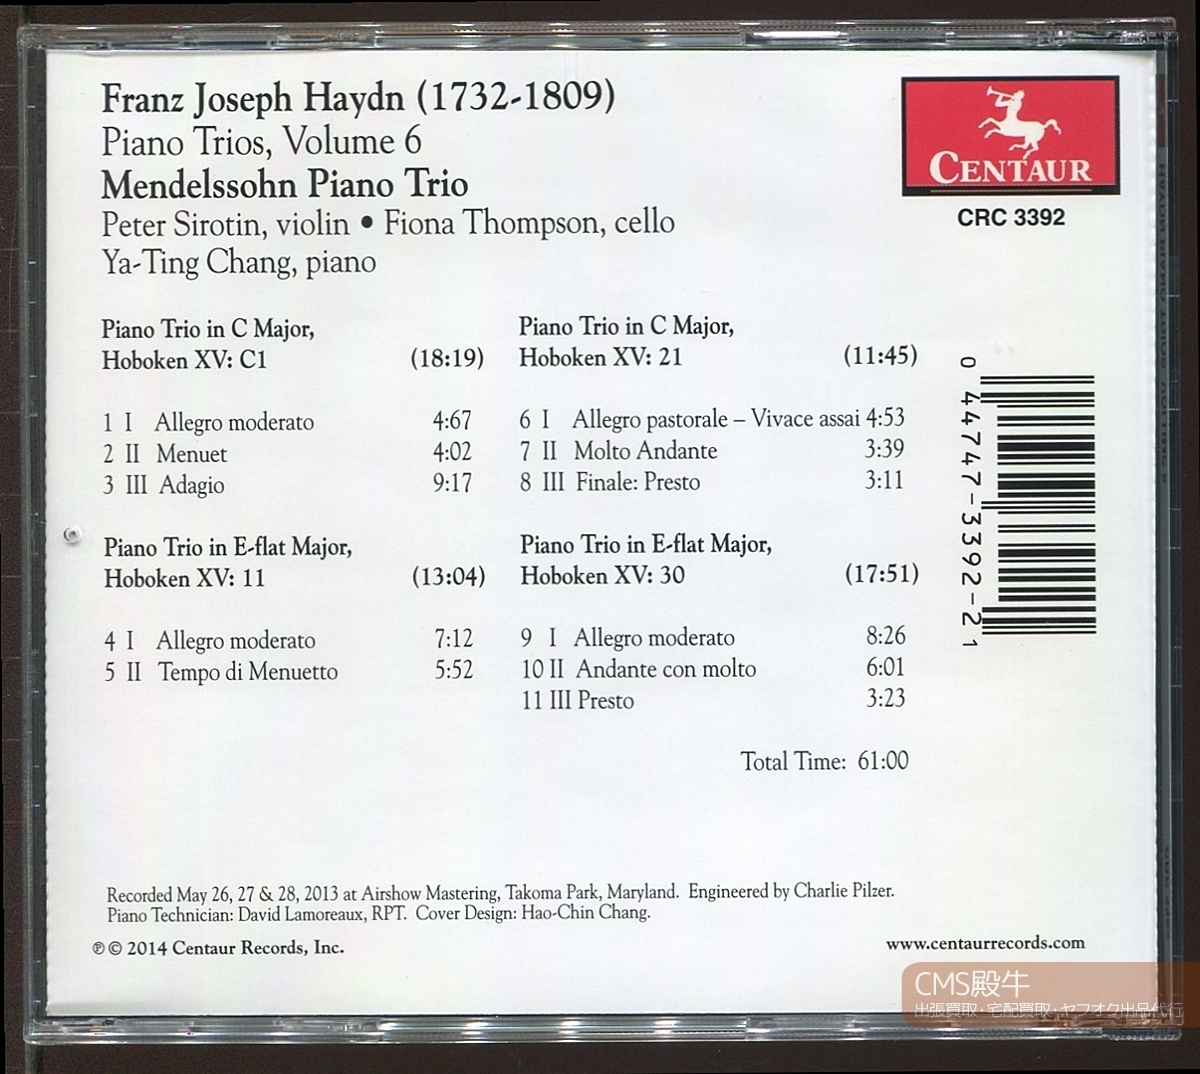 Franz Joseph Haydn (1732-1809)
Piano Trios, Volume 6
Mendelssohn Piano Trio
Peter Sirotin, violin • Fiona Thompson, cello
Ya-Ting Chang, piano
CENTAUR
CRC 3392
Piano Trio in C Major,
Hoboken XV: C1 (18:19)
1 I Allegro moderato 4:67
2 II Menuet 4:02
3 III Adagio 9:17
Piano Trio in E-flat Major,
Hoboken XV: 11 (13:04)
4 I Allegro moderato 7:12
5 II Tempo di Menuetto 5:52
Piano Trio in C Major,
Hoboken XV: 21 (11:45)
6 I Allegro pastorale – Vivace assai 4:53
7 II Molto Andante 3:39
8 III Finale: Presto 3:11
Piano Trio in E-flat Major,
Hoboken XV: 30 (17:51)
9 I Allegro moderato 8:26
10 II Andante con molto 6:01
11 III Presto 3:23
Total Time: 61:00
0 44747-3392-2 1
Recorded May 26, 27 & 28, 2013 at Airshow Mastering, Takoma Park, Maryland. Engineered by Charlie Pilzer.
Piano Technician: David Lamoreaux, RPT. Cover Design: Hao-Chin Chang.
℗ © 2014 Centaur Records, Inc.
www.centaurrecords.com
CMS殿牛
出張買取・宅配買取・ヤフオク出品代行